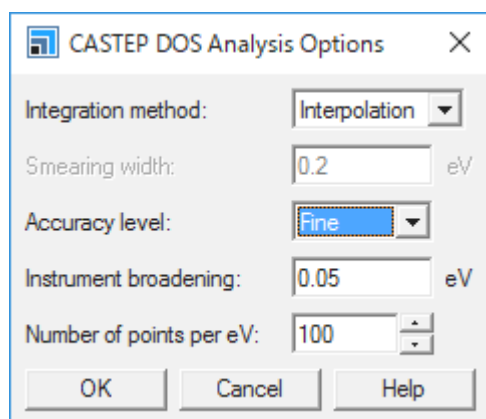 CASTEP DOS Analysis Options
Integration method: Interpolation
Smearing width: 0.2 eV
Accuracy level: Fine
Instrument broadening: 0.05 eV
Number of points per eV: 100
OK Cancel Help